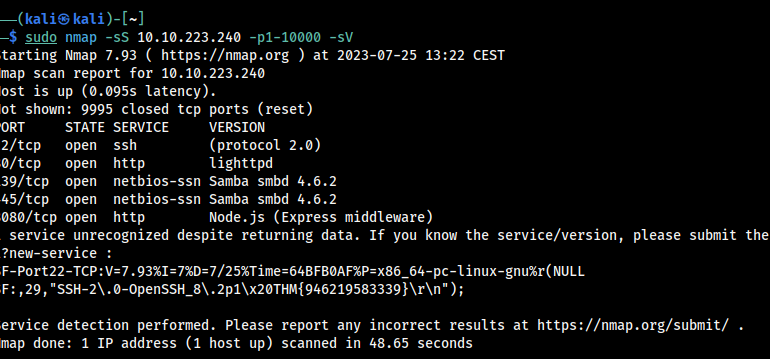 ──(kali㉿kali)-[~]
─$ sudo nmap -sS 10.10.223.240 -p1-10000 -sV
tarting Nmap 7.93 ( https://nmap.org ) at 2023-07-25 13:22 CEST
map scan report for 10.10.223.240
ost is up (0.095s latency).
ot shown: 9995 closed tcp ports (reset)
ORT     STATE SERVICE     VERSION
2/tcp   open  ssh         (protocol 2.0)
0/tcp   open  http        lighttpd
39/tcp  open  netbios-ssn Samba smbd 4.6.2
45/tcp  open  netbios-ssn Samba smbd 4.6.2
080/tcp open  http        Node.js (Express middleware)
service unrecognized despite returning data. If you know the service/version, please submit the
?new-service :
F-Port22-TCP:V=7.93%I=7%D=7/25%Time=64BFB0AF%P=x86_64-pc-linux-gnu%r(NULL
F:,29,"SSH-2\.0-OpenSSH_8\.2p1\x20THM{946219583339}\r\n");
ervice detection performed. Please report any incorrect results at https://nmap.org/submit/ .
map done: 1 IP address (1 host up) scanned in 48.65 seconds